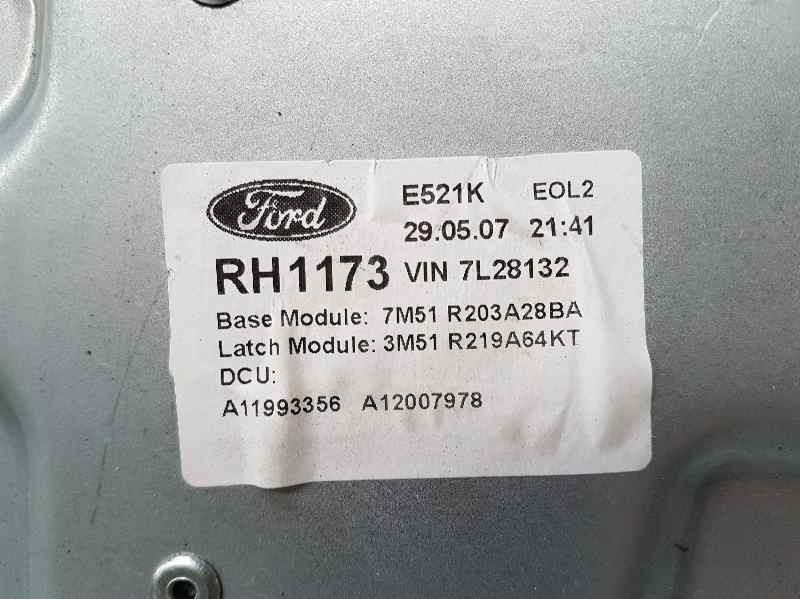 Ford
E521K EOL2
29.05.07 21:41
RH1173 VIN 7L28132
Base Module: 7M51 R203A28BA
Latch Module: 3M51 R219A64KT
DCU:
A11993356 A12007978